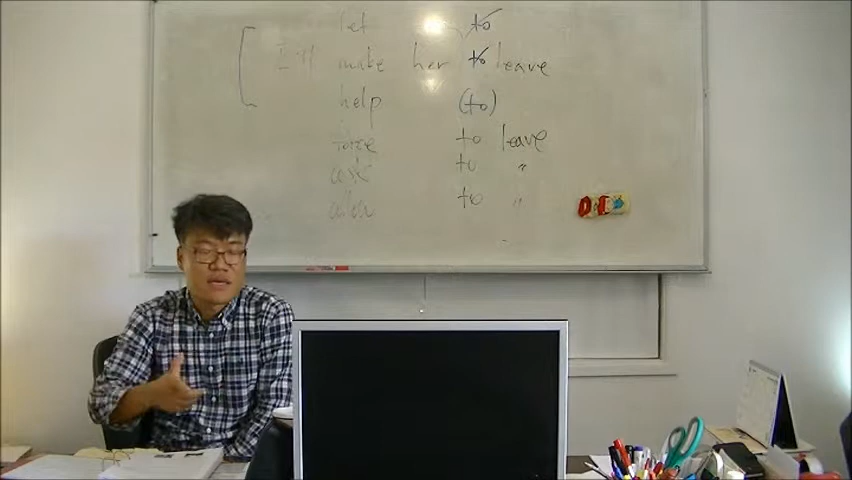 let to
I'll make her to leave
help (to)
force to leave
ask to "
allow to "